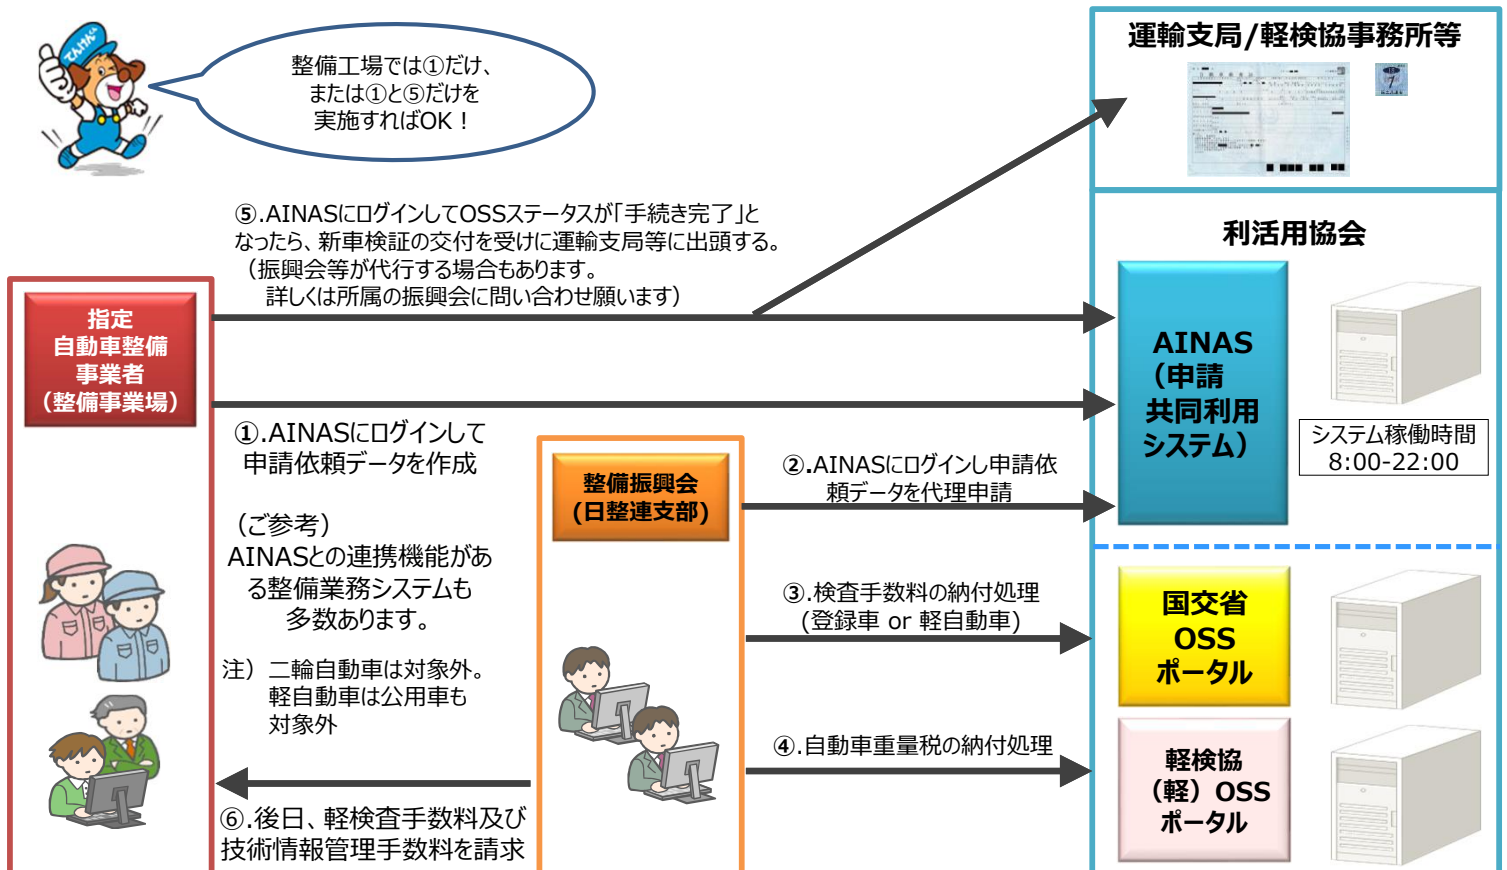 てんけんくん
整備工場では①だけ、
または①と⑤だけを
実施すればOK！
運輸支局/軽検協事務所等
⑤.AINASにログインしてOSSステータスが「手続き完了」と
なったら、新車検証の交付を受けに運輸支局等に出頭する。
（振興会等が代行する場合もあります。
詳しくは所属の振興会に問い合わせ願います）
利活用協会
指定
自動車整備
事業者
（整備事業場）
AINAS
（申請
共同利用
システム）
システム稼働時間
8:00-22:00
①.AINASにログインして
申請依頼データを作成
（ご参考）
AINASとの連携機能があ
る整備業務システムも
多数あります。
注）二輪自動車は対象外。
軽自動車は公用車も
対象外
整備振興会
(日整連支部)
②.AINASにログインし申請依
頼データを代理申請
③.検査手数料の納付処理
(登録車 or 軽自動車)
国交省
OSS
ポータル
④.自動車重量税の納付処理
軽検協
（軽）OSS
ポータル
⑥.後日、軽検査手数料及び
技術情報管理手数料を請求